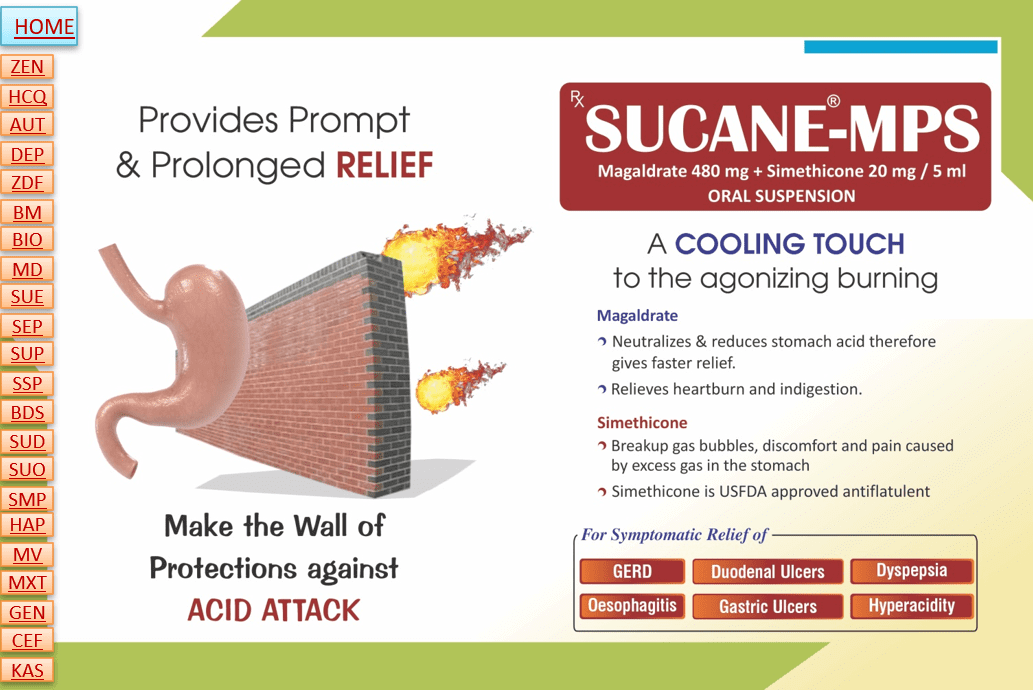 HOME
ZEN
HCQ
AUT
DEP
ZDF
BM
BIO
MD
SUE
SEP
SUP
SSP
BDS
SUD
SUO
SMP
HAP
MV
MXT
GEN
CEF
KAS
Provides Prompt
& Prolonged RELIEF
Make the Wall of
Protections against
ACID ATTACK
Rx SUCANE®-MPS
Magaldrate 480 mg + Simethicone 20 mg / 5 ml
ORAL SUSPENSION
A COOLING TOUCH
to the agonizing burning
Magaldrate
Neutralizes & reduces stomach acid therefore
gives faster relief.
Relieves heartburn and indigestion.
Simethicone
Breakup gas bubbles, discomfort and pain caused
by excess gas in the stomach
Simethicone is USFDA approved antiflatulent
For Symptomatic Relief of
GERD Duodenal Ulcers Dyspepsia
Oesophagitis Gastric Ulcers Hyperacidity